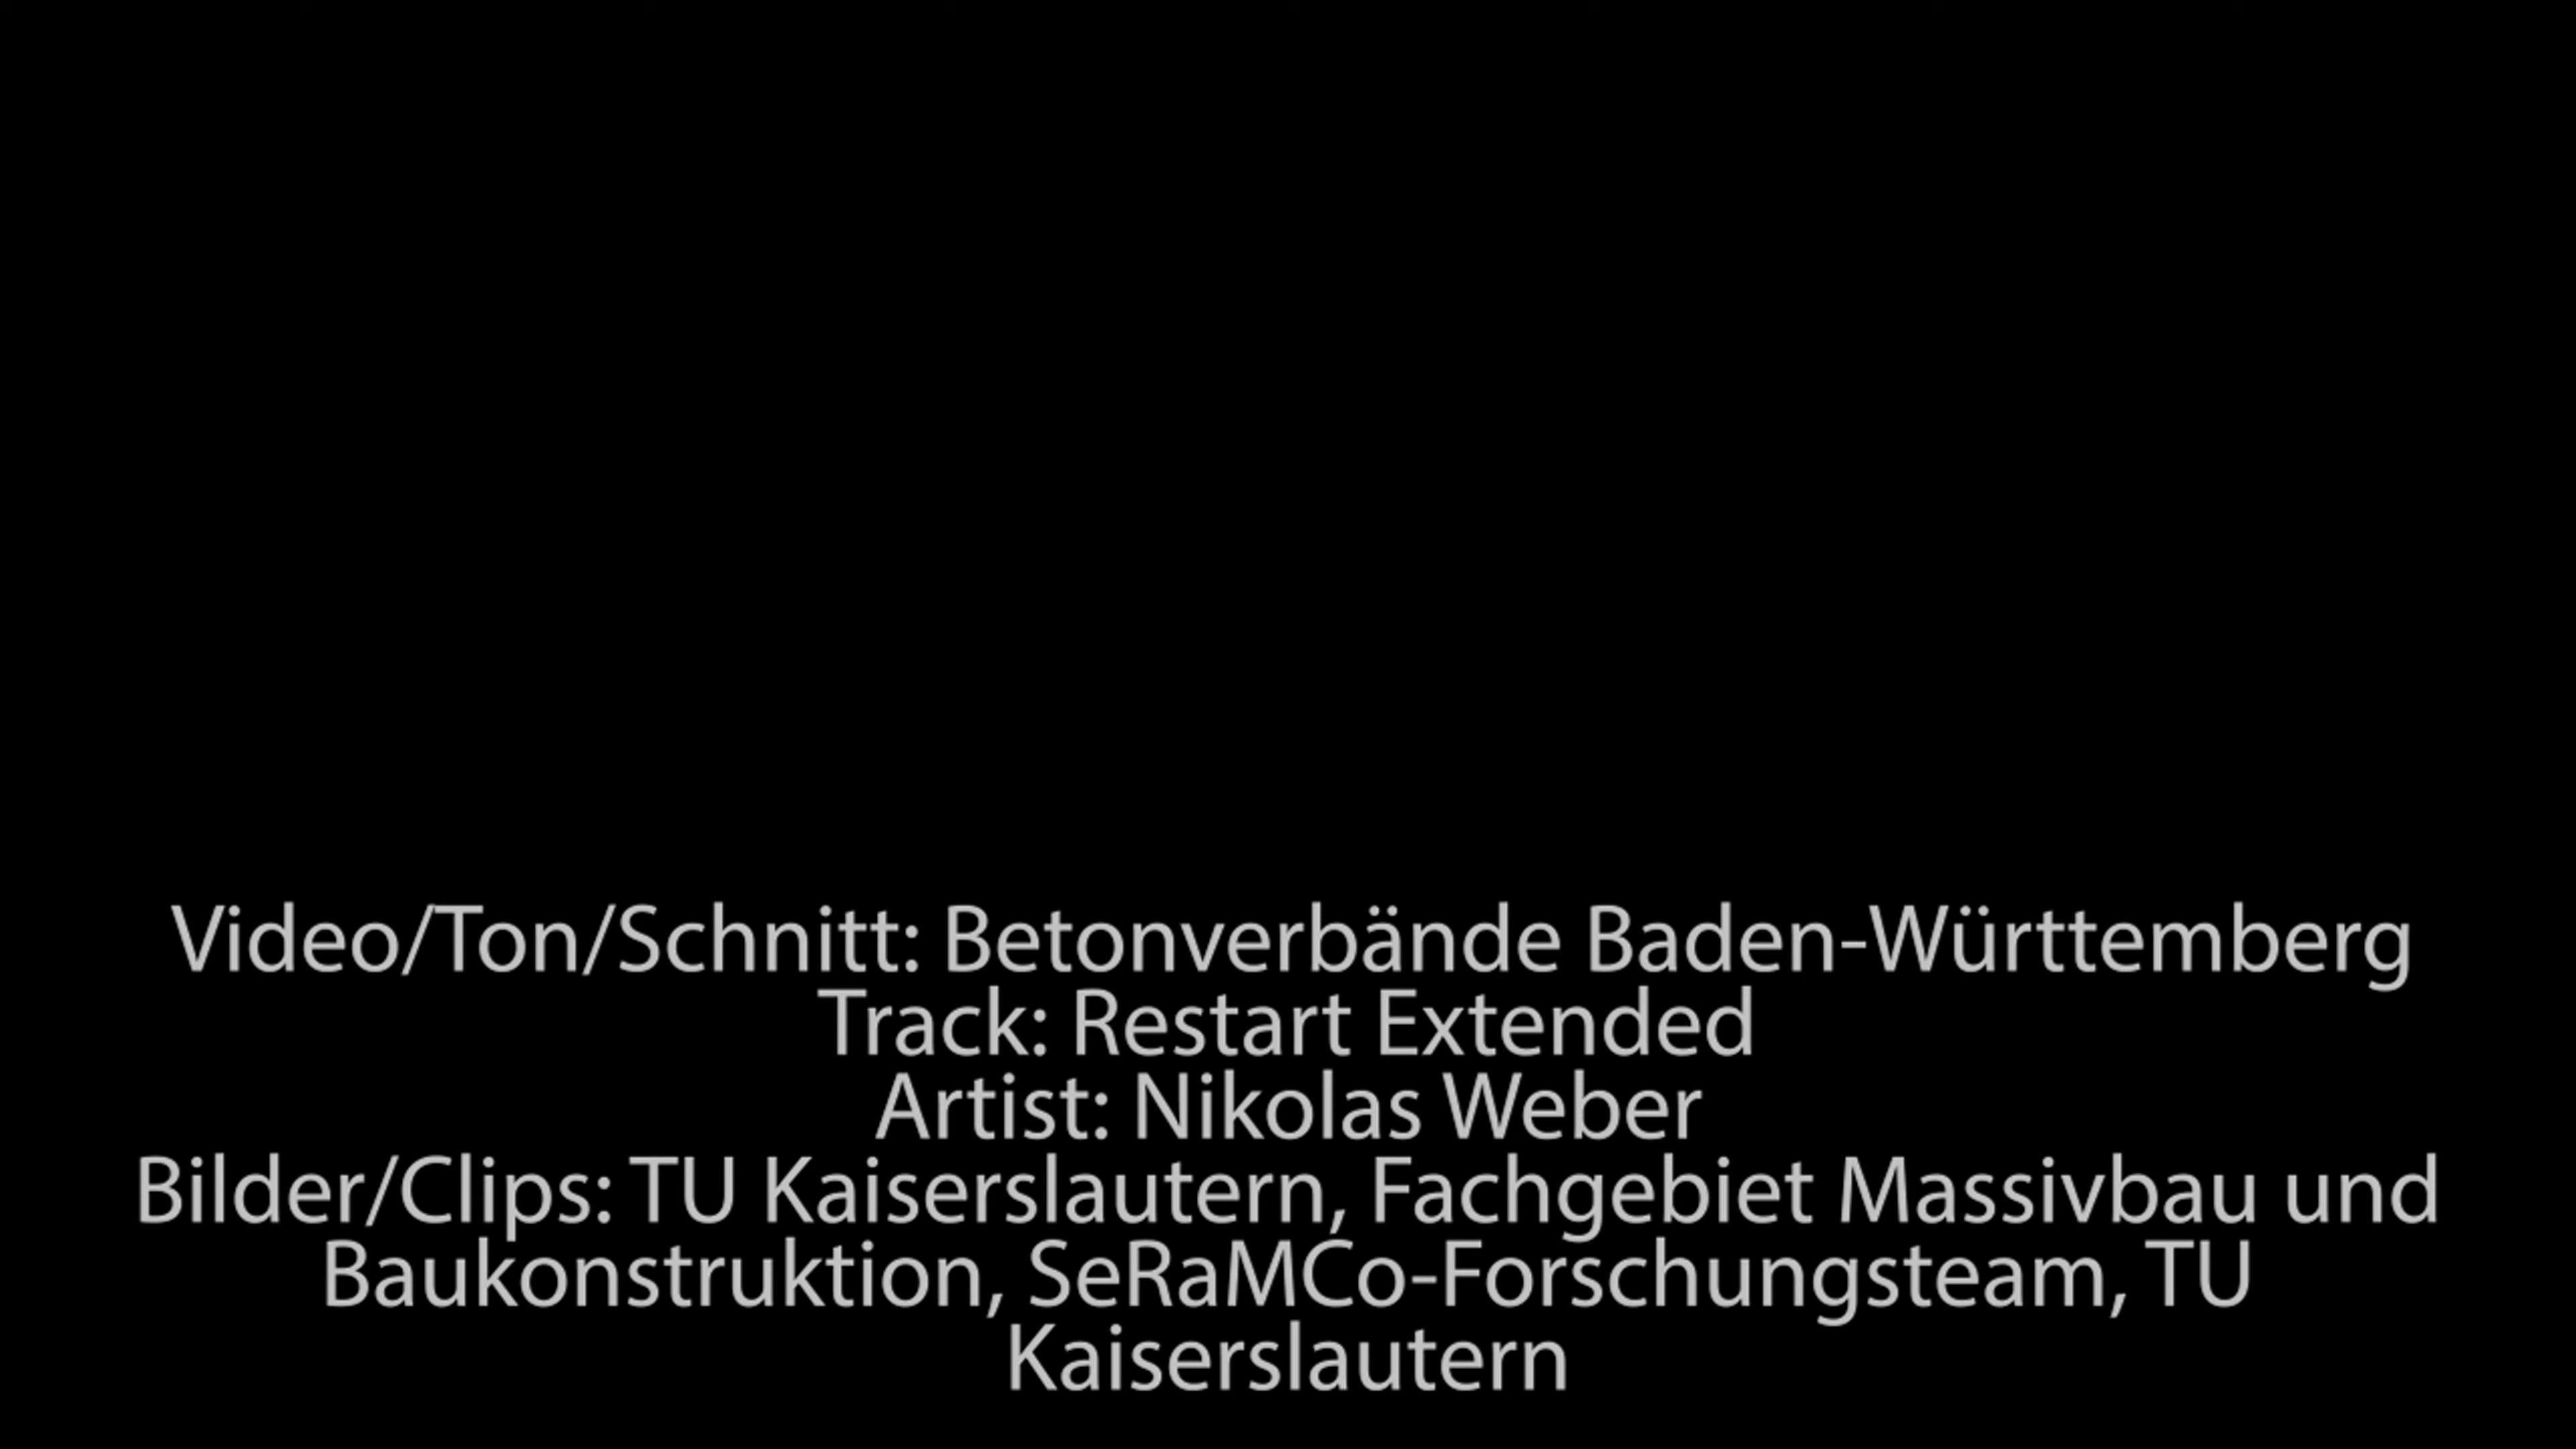 Video/Ton/Schnitt: Betonverbände Baden-Württemberg
Track: Restart Extended
Artist: Nikolas Weber
Bilder/Clips: TU Kaiserslautern, Fachgebiet Massivbau und
Baukonstruktion, SeRaMCo-Forschungsteam, TU
Kaiserslautern